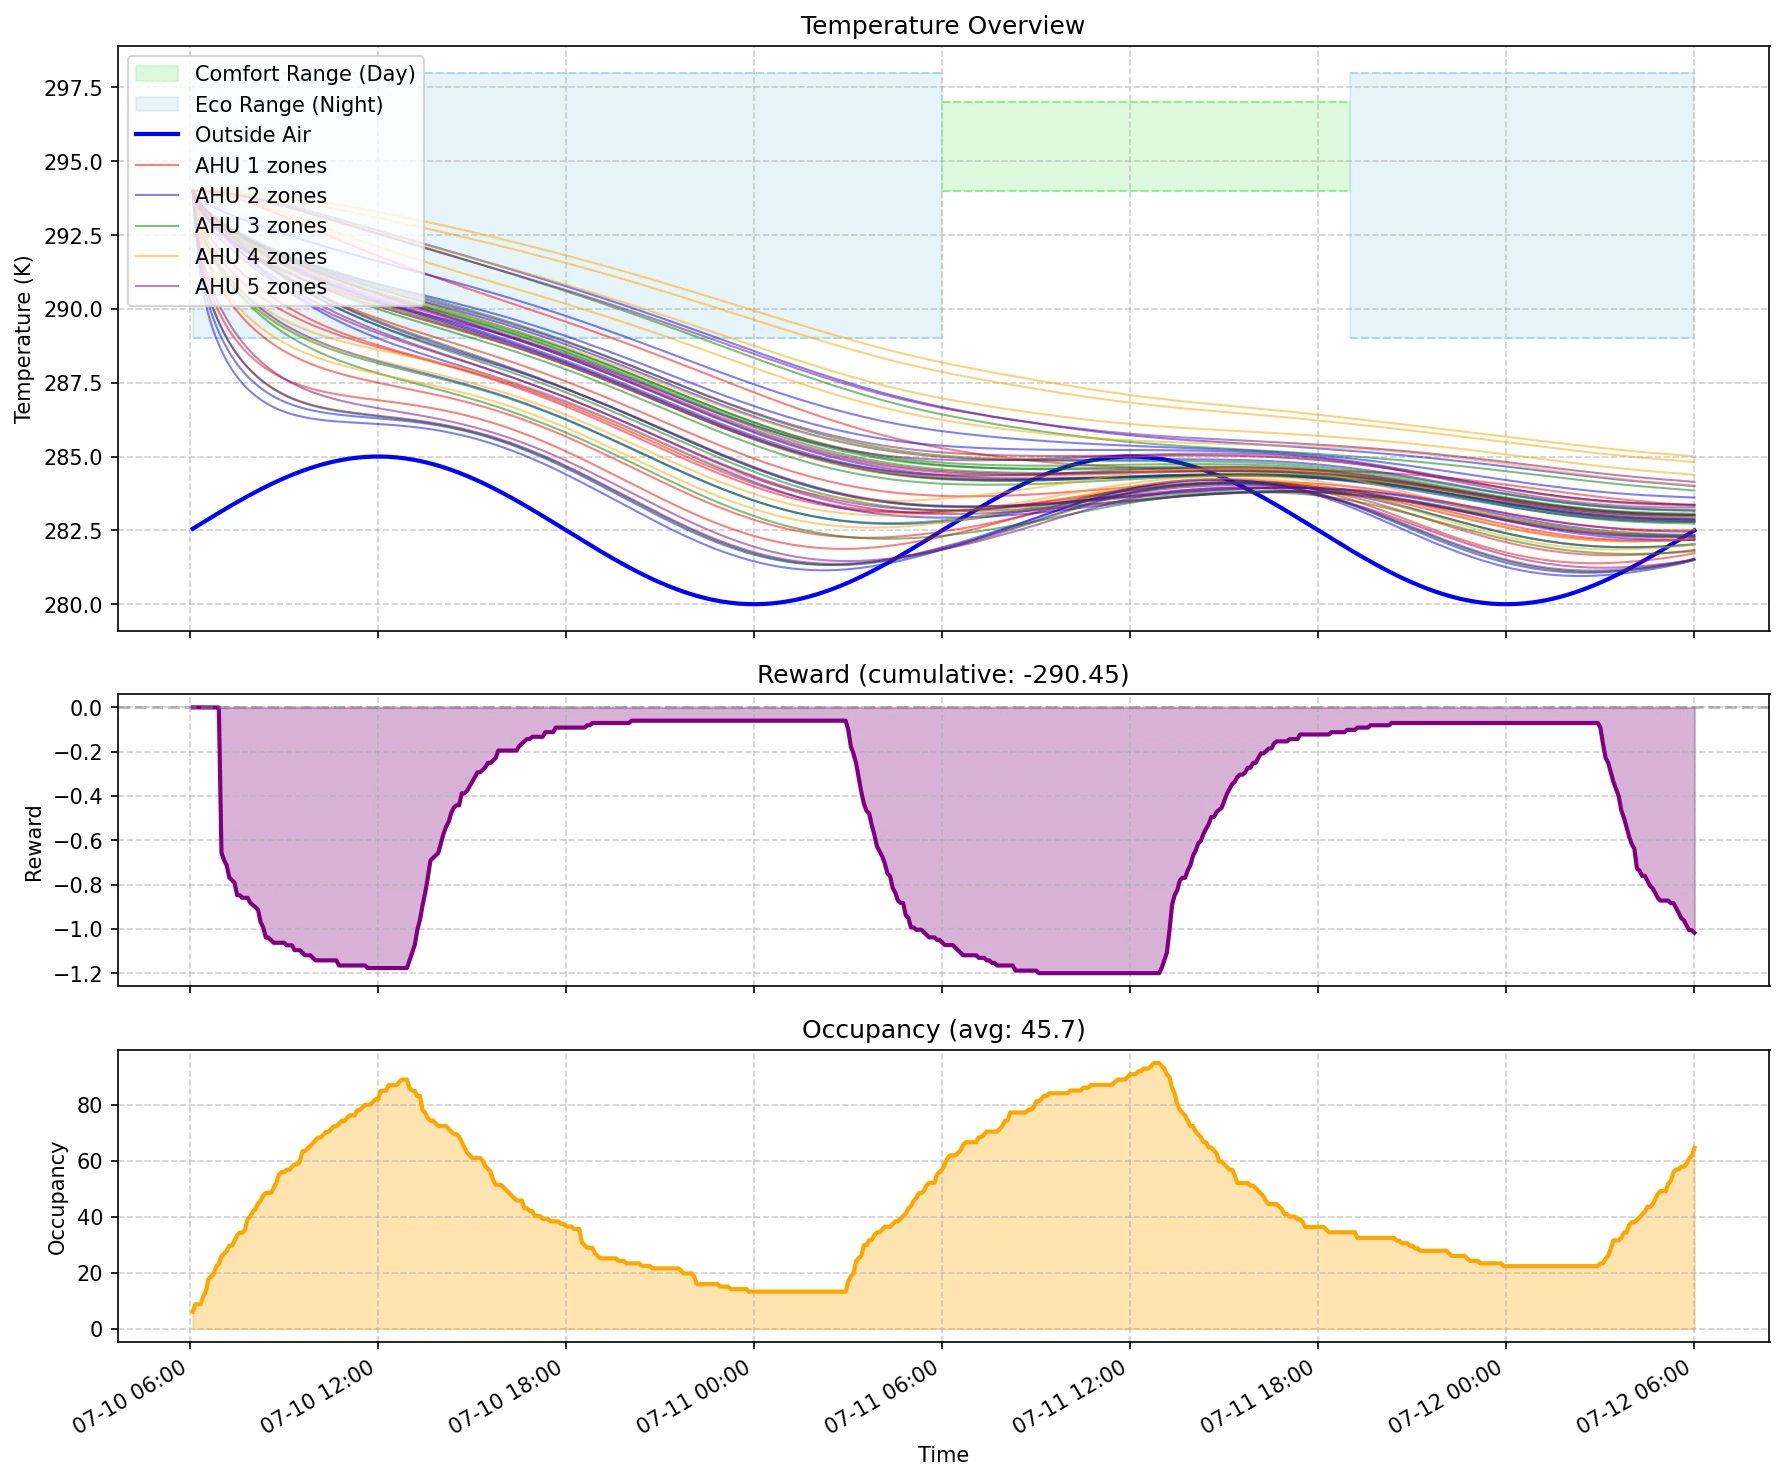 Temperature Overview
Comfort Range (Day)
Eco Range (Night)
Outside Air
AHU 1 zones
AHU 2 zones
AHU 3 zones
AHU 4 zones
AHU 5 zones
Temperature (K)
297.5
295.0
292.5
290.0
287.5
285.0
282.5
280.0
Reward (cumulative: -290.45)
Reward
0.0
−0.2
−0.4
−0.6
−0.8
−1.0
−1.2
Occupancy (avg: 45.7)
Occupancy
80
60
40
20
0
07-10 06:00
07-10 12:00
07-10 18:00
07-11 00:00
07-11 06:00
07-11 12:00
07-11 18:00
07-12 00:00
07-12 06:00
Time